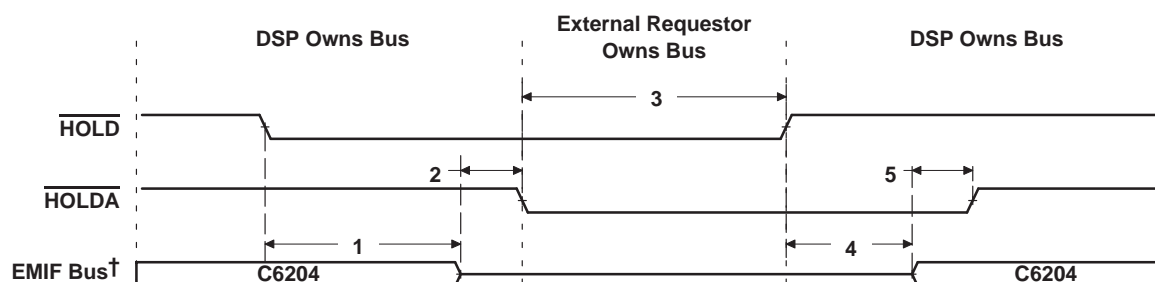 DSP Owns Bus
External Requestor
Owns Bus
DSP Owns Bus
3
HOLD
2
5
HOLDA
1
4
EMIF Bus†
C6204
C6204